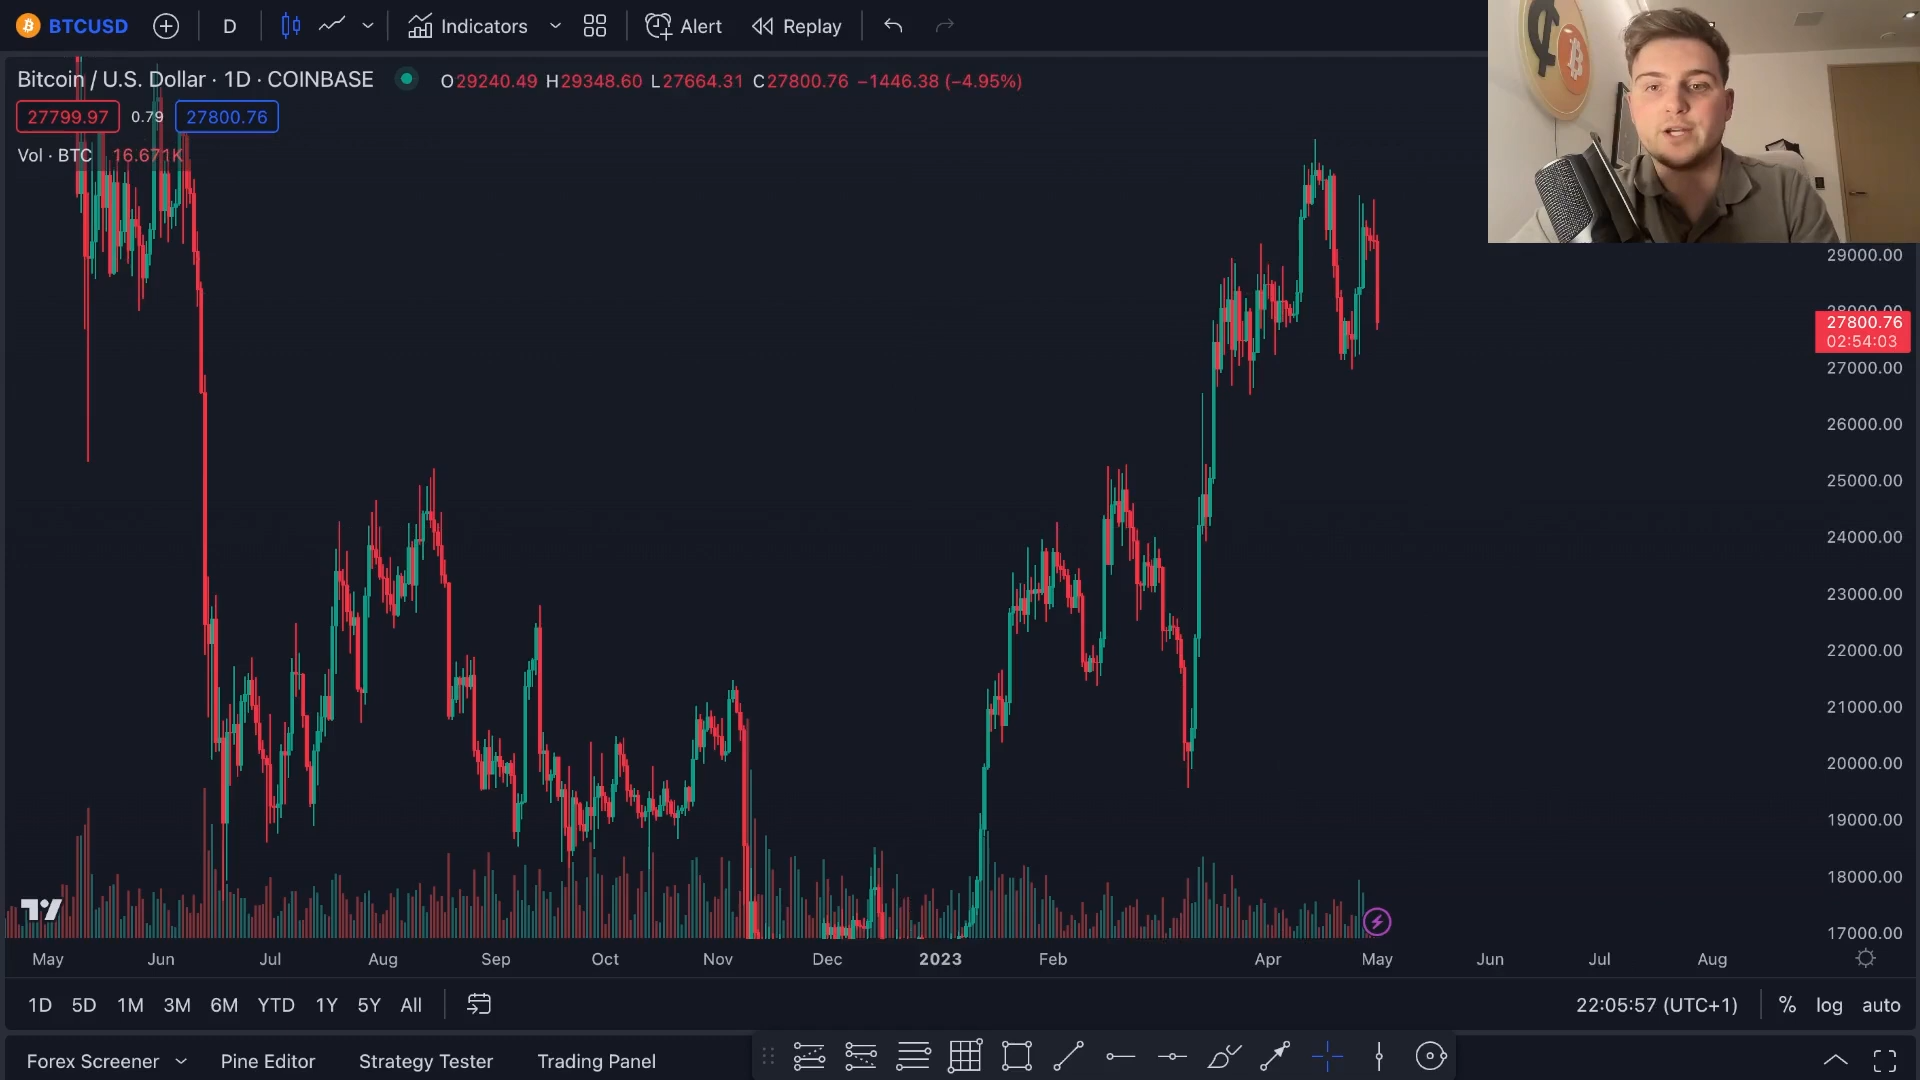 BTCUSD D Indicators Alert Replay
Bitcoin / U.S. Dollar · 1D · COINBASE O29240.49 H29348.60 L27664.31 C27800.76 −1446.38 (−4.95%)
27799.97 0.79 27800.76
Vol · BTC 16.671K
29000.00
28000.00
27800.76
02:54:03
27000.00
26000.00
25000.00
24000.00
23000.00
22000.00
21000.00
20000.00
19000.00
18000.00
17000.00
May Jun Jul Aug Sep Oct Nov Dec 2023 Feb Apr May Jun Jul Aug
1D 5D 1M 3M 6M YTD 1Y 5Y All 22:05:57 (UTC+1) % log auto
Forex Screener Pine Editor Strategy Tester Trading Panel